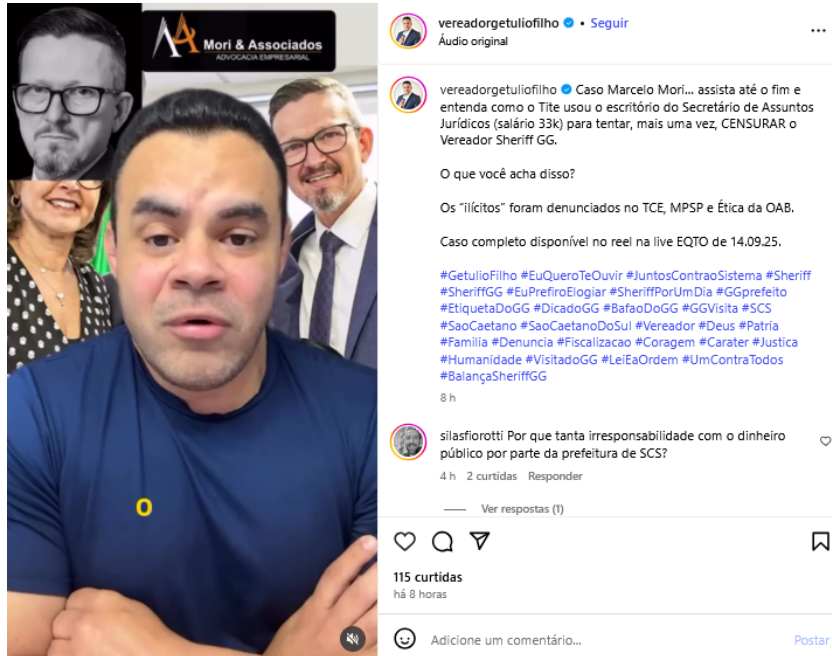 Mori & Associados
ADVOCACIA EMPRESARIAL
O
vereadorgetuliofilho • Seguir
Áudio original
vereadorgetuliofilho Caso Marcelo Mori... assista até o fim e
entenda como o Tite usou o escritório do Secretário de Assuntos
Jurídicos (salário 33k) para tentar, mais uma vez, CENSURAR o
Vereador Sheriff GG.
O que você acha disso?
Os "ilícitos" foram denunciados no TCE, MPSP e Ética da OAB.
Caso completo disponível no reel na live EQTO de 14.09.25.
#GetulioFilho #EuQueroTeOuvir #JuntosContraoSistema #Sheriff
#SheriffGG #EuPrefiroElogiar #SheriffPorUmDia #GGprefeito
#EtiquetaDoGG #DicadoGG #BafaoDoGG #GGVisita #SCS
#SaoCaetano #SaoCaetanoDoSul #Vereador #Deus #Patria
#Familia #Denuncia #Fiscalizacao #Coragem #Carater #Justica
#Humanidade #VisitadoGG #LeiEaOrdem #UmContraTodos
#BalançaSheriffGG
8 h
silasfiorotti Por que tanta irresponsabilidade com o dinheiro
público por parte da prefeitura de SCS?
4 h 2 curtidas Responder
Ver respostas (1)
115 curtidas
há 8 horas
Adicione um comentário...
Postar